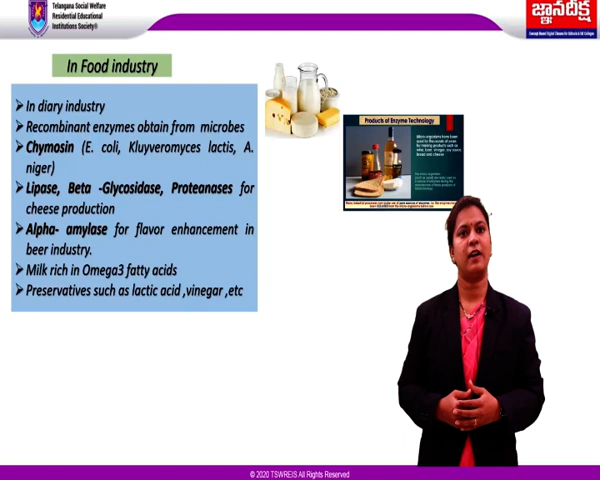 Telangana Social Welfare
Residential Educational
Institutions Society®
జ్ఞానదీక్ష
In Food industry
In diary industry
Recombinant enzymes obtain from microbes
Chymosin (E. coli, Kluyveromyces lactis, A.
niger)
Lipase, Beta -Glycosidase, Proteanases for
cheese production
Alpha- amylase for flavor enhancement in
beer industry.
Milk rich in Omega3 fatty acids
Preservatives such as lactic acid ,vinegar ,etc
Products of Enzyme Technology
© 2020 TSWREIS All Rights Reserved